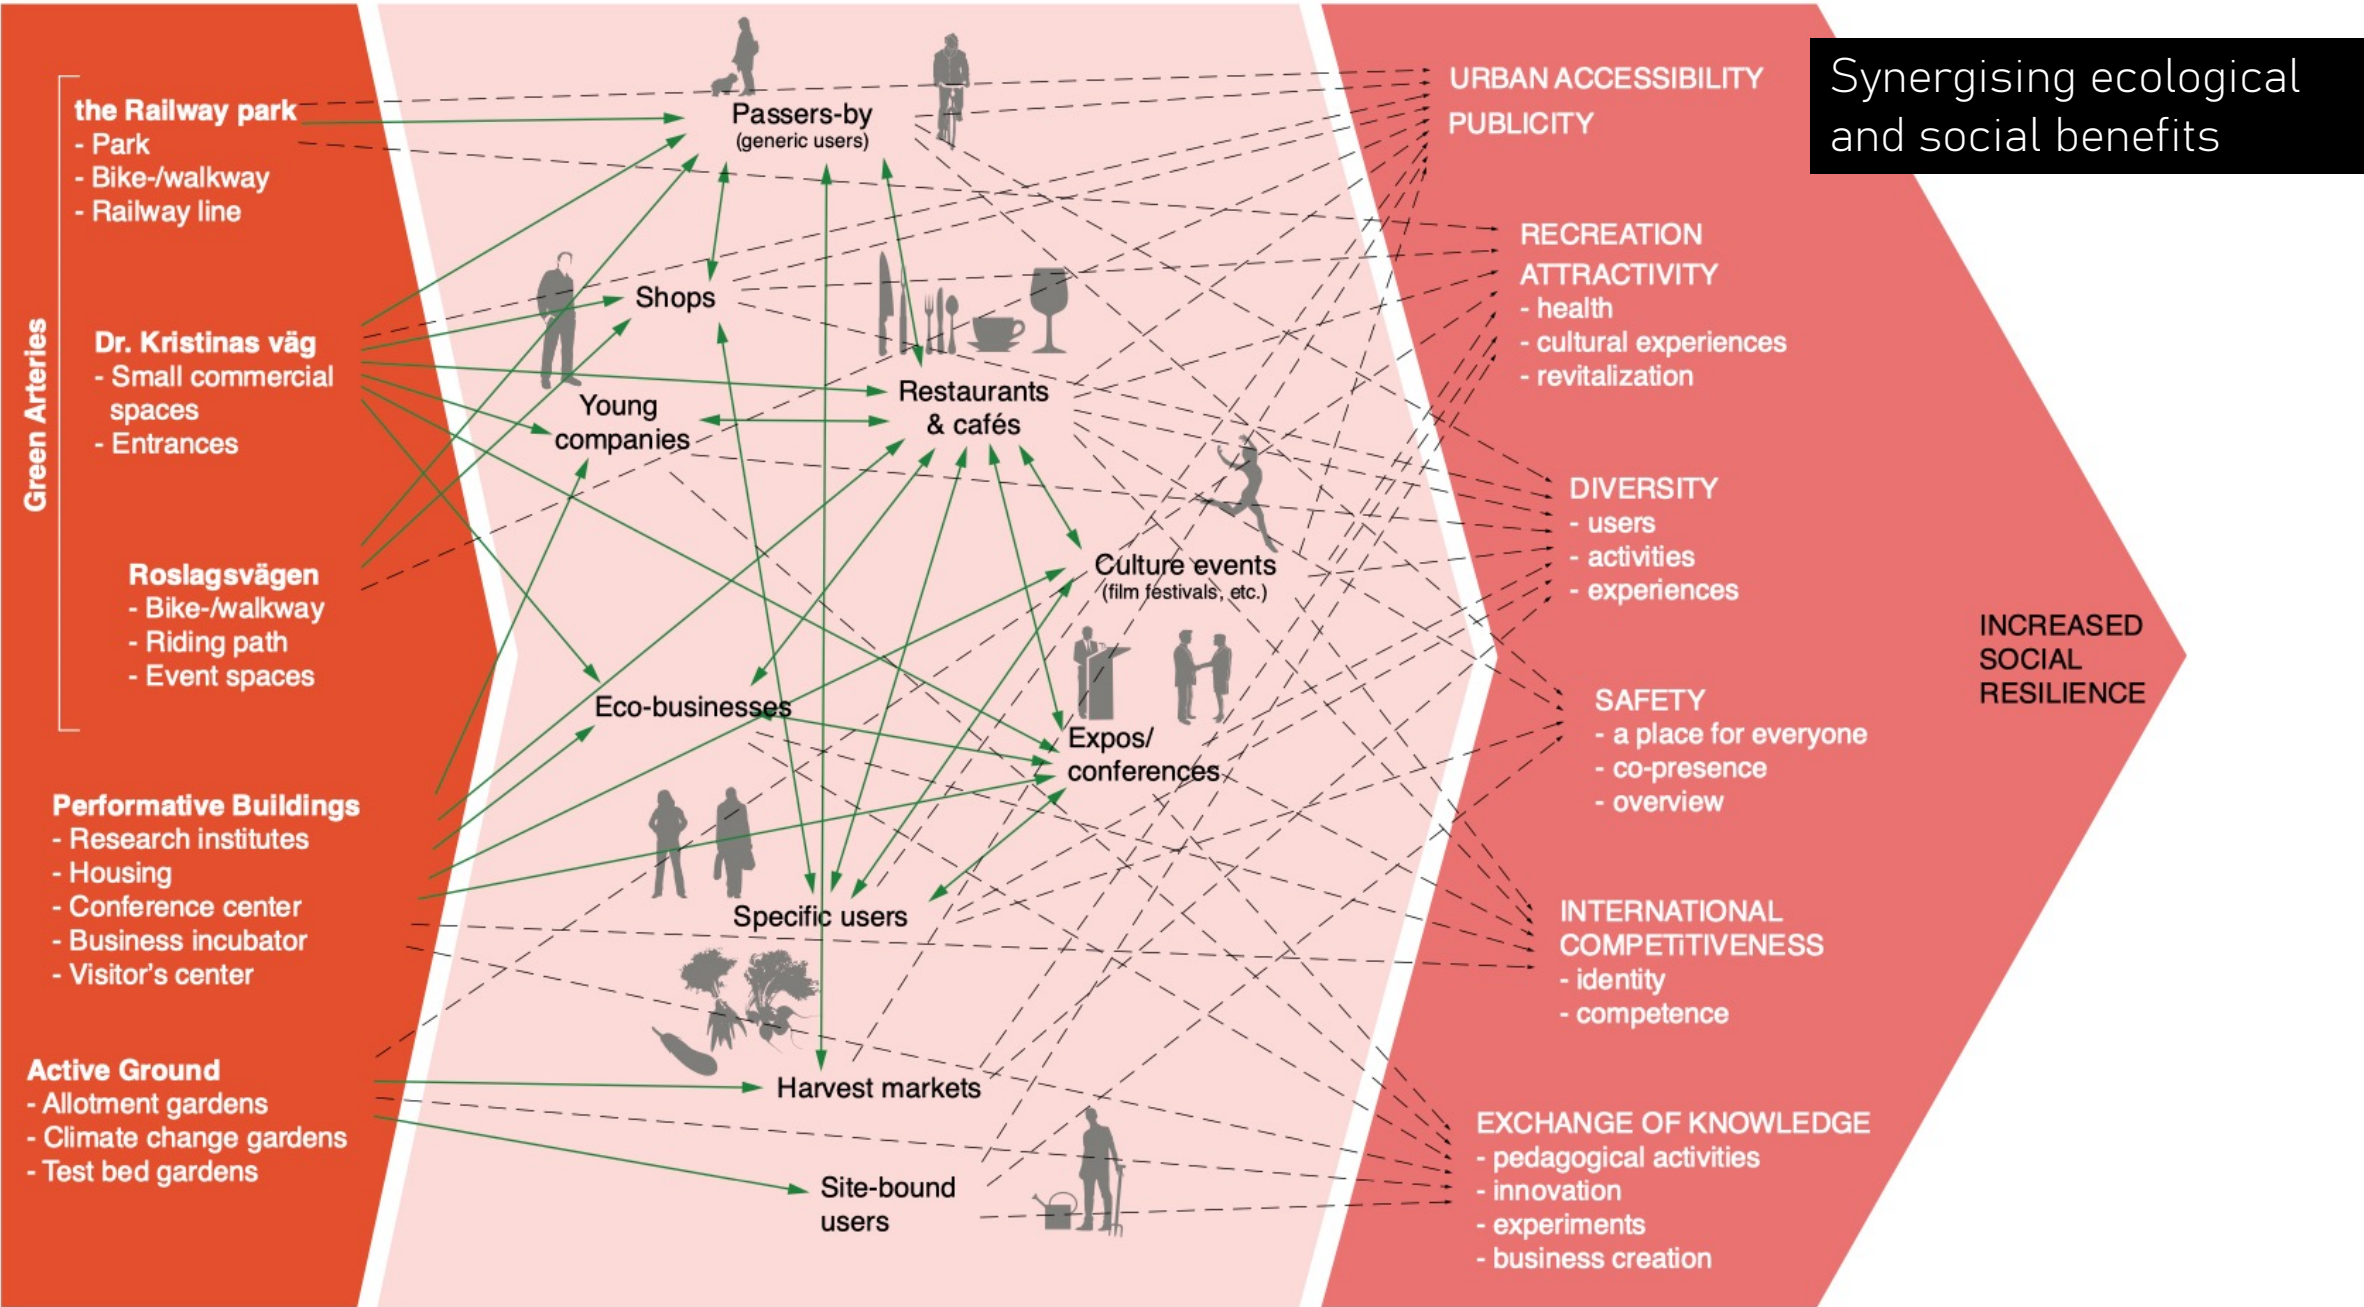 Synergising ecological
and social benefits
Green Arteries
the Railway park
- Park
- Bike-/walkway
- Railway line
Dr. Kristinas väg
- Small commercial
spaces
- Entrances
Roslagsvägen
- Bike-/walkway
- Riding path
- Event spaces
Performative Buildings
- Research institutes
- Housing
- Conference center
- Business incubator
- Visitor's center
Active Ground
- Allotment gardens
- Climate change gardens
- Test bed gardens
Passers-by
(generic users)
Shops
Restaurants
& cafés
Young
companies
Culture events
(film festivals, etc.)
Eco-businesses
Expos/
conferences
Specific users
Harvest markets
Site-bound
users
URBAN ACCESSIBILITY
PUBLICITY
RECREATION
ATTRACTIVITY
- health
- cultural experiences
- revitalization
DIVERSITY
- users
- activities
- experiences
SAFETY
- a place for everyone
- co-presence
- overview
INTERNATIONAL
COMPETiTIVENESS
- identity
- competence
EXCHANGE OF KNOWLEDGE
- pedagogical activities
- innovation
- experiments
- business creation
INCREASED
SOCIAL
RESILIENCE